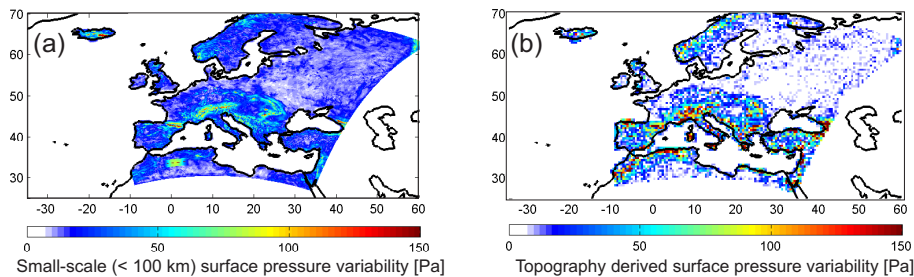 (a)
70
60
50
40
30
-30 -20 -10 0 10 20 30 40 50 60
0 50 100 150
Small-scale (< 100 km) surface pressure variability [Pa]
(b)
70
60
50
40
30
-30 -20 -10 0 10 20 30 40 50 60
0 50 100 150
Topography derived surface pressure variability [Pa]